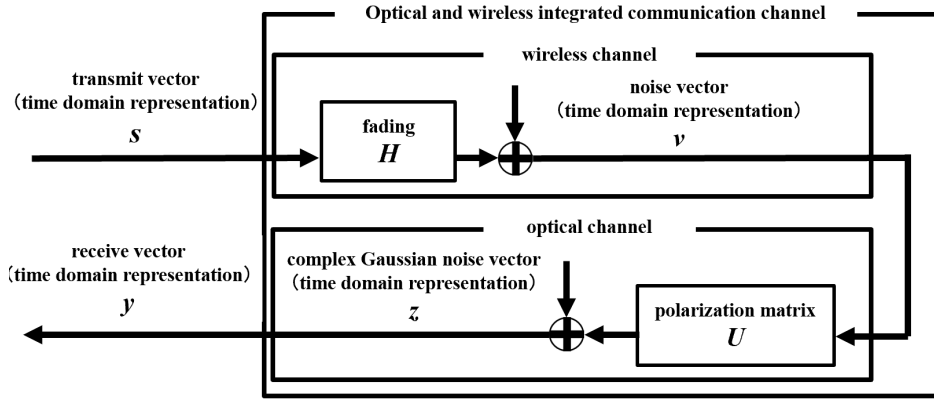 Optical and wireless integrated communication channel
wireless channel
transmit vector
（time domain representation）
s
fading
H
noise vector
（time domain representation）
v
optical channel
receive vector
（time domain representation）
y
complex Gaussian noise vector
（time domain representation）
z
polarization matrix
U